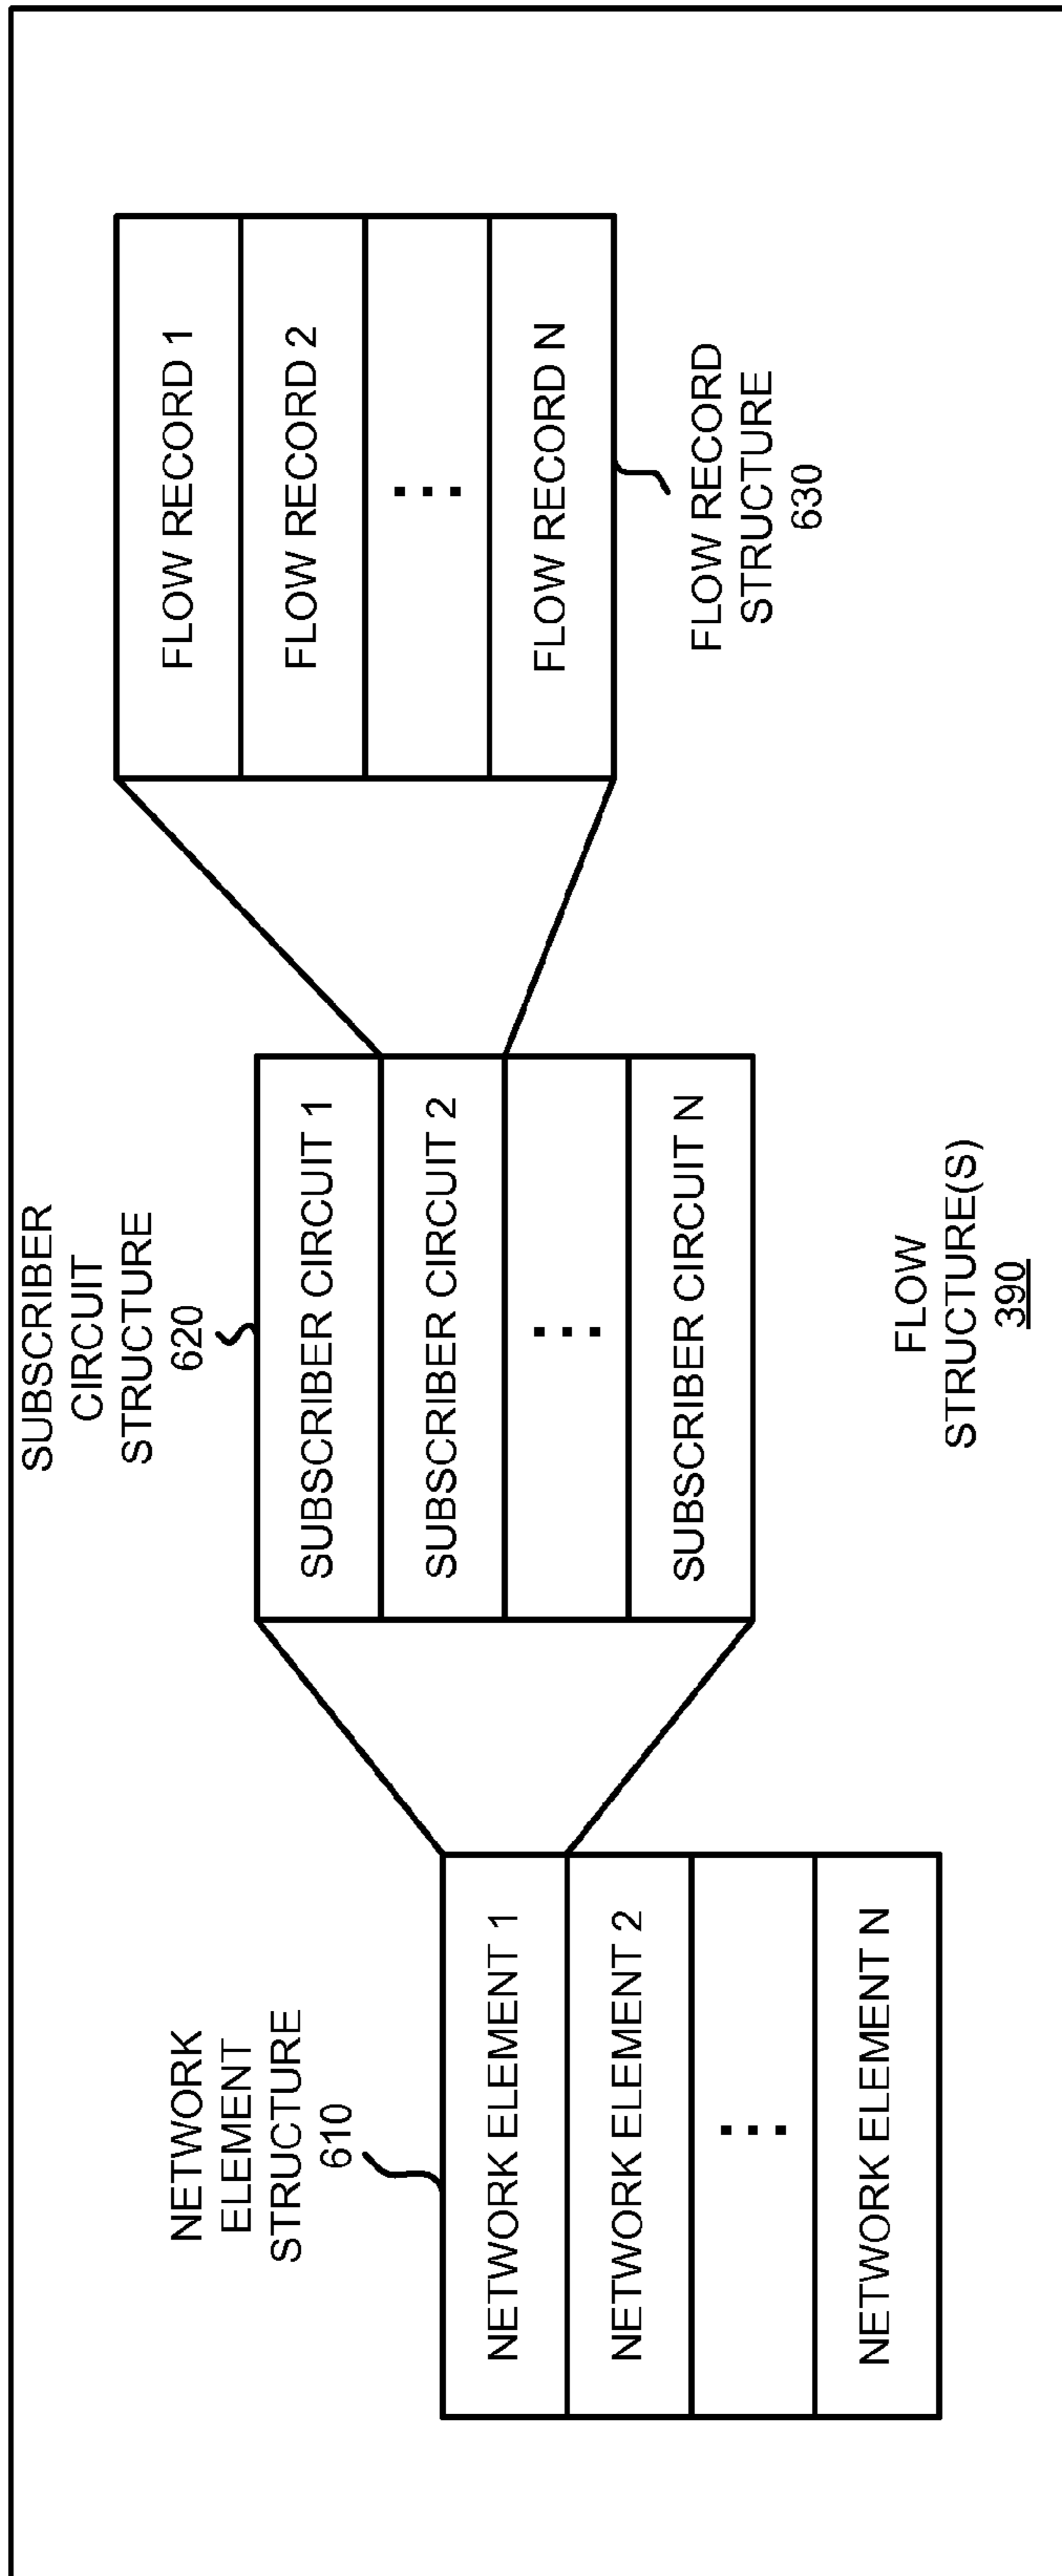 NETWORK
ELEMENT
STRUCTURE
610
NETWORK ELEMENT 1
NETWORK ELEMENT 2
...
NETWORK ELEMENT N
SUBSCRIBER
CIRCUIT
STRUCTURE
620
SUBSCRIBER CIRCUIT 1
SUBSCRIBER CIRCUIT 2
...
SUBSCRIBER CIRCUIT N
FLOW RECORD 1
FLOW RECORD 2
...
FLOW RECORD N
FLOW RECORD
STRUCTURE
630
FLOW
STRUCTURE(S)
390